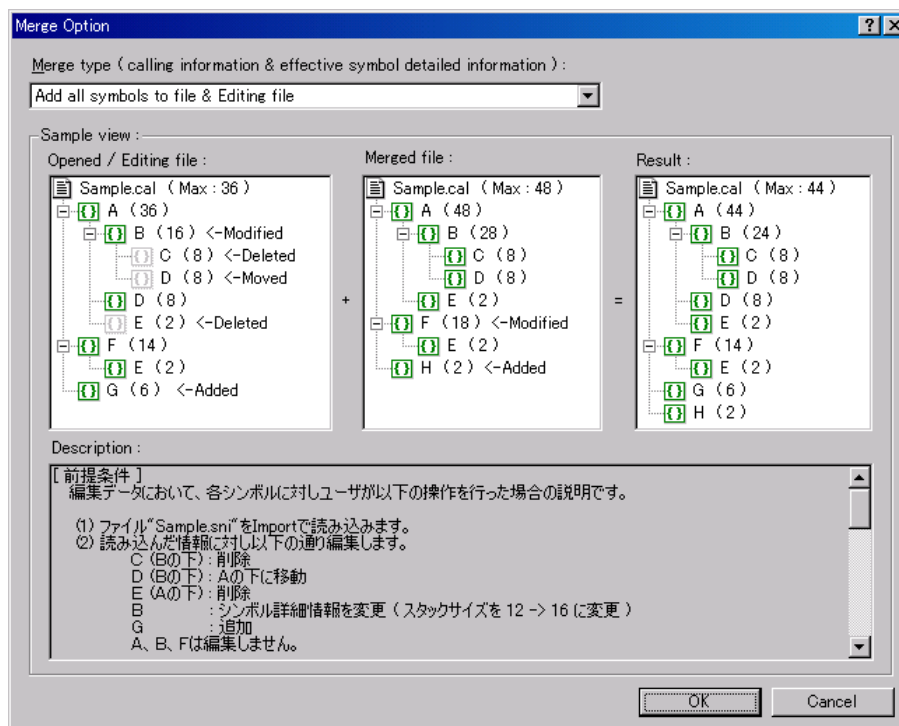 Merge Option
Merge type ( calling information & effective symbol detailed information ) :
Add all symbols to file & Editing file
Sample view :
Opened / Editing file :
Sample.cal ( Max : 36 )
A (36)
B (16) <-Modified
C (8) <-Deleted
D (8) <-Moved
D (8)
E (2) <-Deleted
F (14)
E (2)
G (6) <-Added
+
Merged file :
Sample.cal ( Max : 48 )
A (48)
B (28)
C (8)
D (8)
E (2)
F (18) <-Modified
E (2)
H (2) <-Added
=
Result :
Sample.cal ( Max : 44 )
A (44)
B (24)
C (8)
D (8)
D (8)
E (2)
F (14)
E (2)
G (6)
H (2)
Description :
[ 前提条件 ]
編集データにおいて、各シンボルに対しユーザが以下の操作を行った場合の説明です。
(1) ファイル"Sample.sni"をImportで読み込みます。
(2) 読み込んだ情報に対し以下の通り編集します。
C (Bの下) : 削除
D (Bの下) : Aの下に移動
E (Aの下) : 削除
B : シンボル詳細情報を変更 ( スタックサイズを 12 -> 16 に変更 )
G : 追加
A、B、Fは編集しません。
OK
Cancel